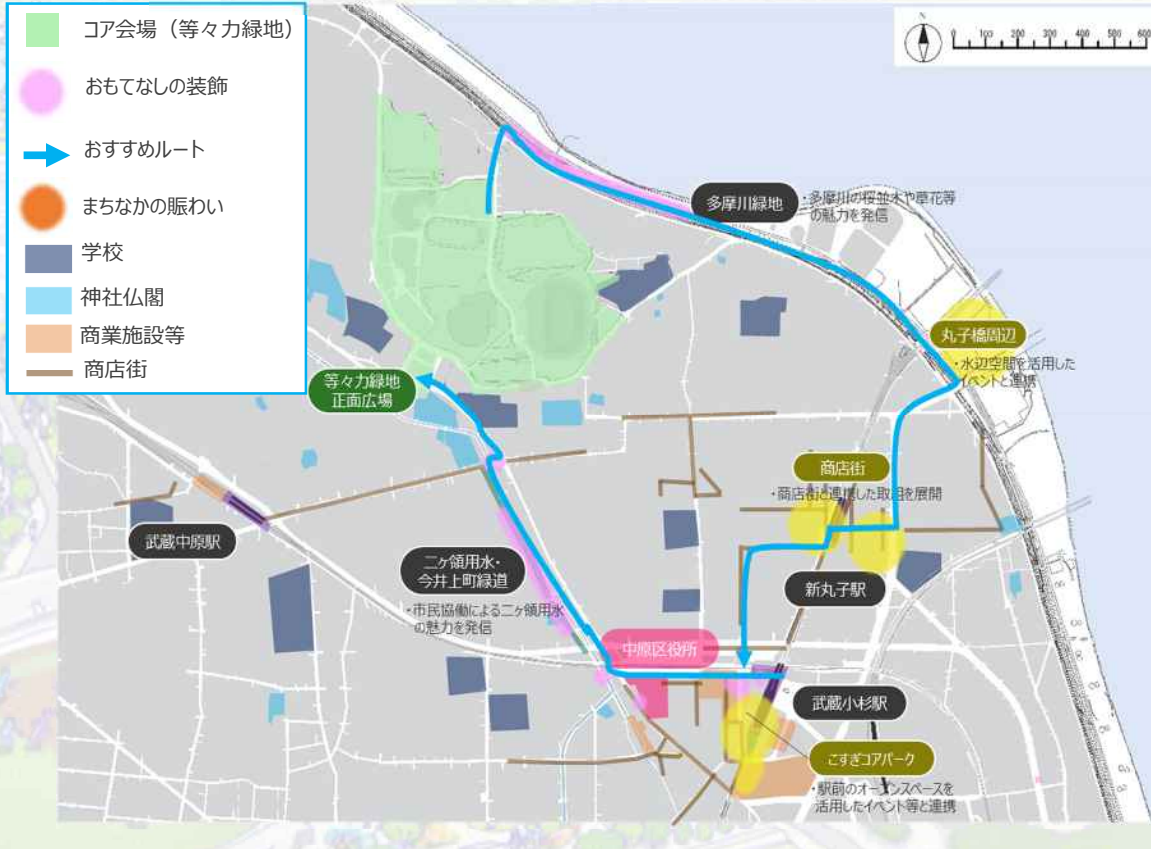 コア会場（等々力緑地）
おもてなしの装飾
おすすめルート
まちなかの賑わい
学校
神社仏閣
商業施設等
商店街
N
0 100 200 300 400 500 600
多摩川緑地
・多摩川の桜並木や草花等
の魅力を発信
丸子橋周辺
・水辺空間を活用した
イベントと連携
等々力緑地
正面広場
商店街
・商店街と連携した取組を展開
武蔵中原駅
二ヶ領用水・
今井上町緑道
・市民協働による二ヶ領用水
の魅力を発信
新丸子駅
中原区役所
武蔵小杉駅
こすぎコアパーク
・駅前のオープンスペースを
活用したイベント等と連携